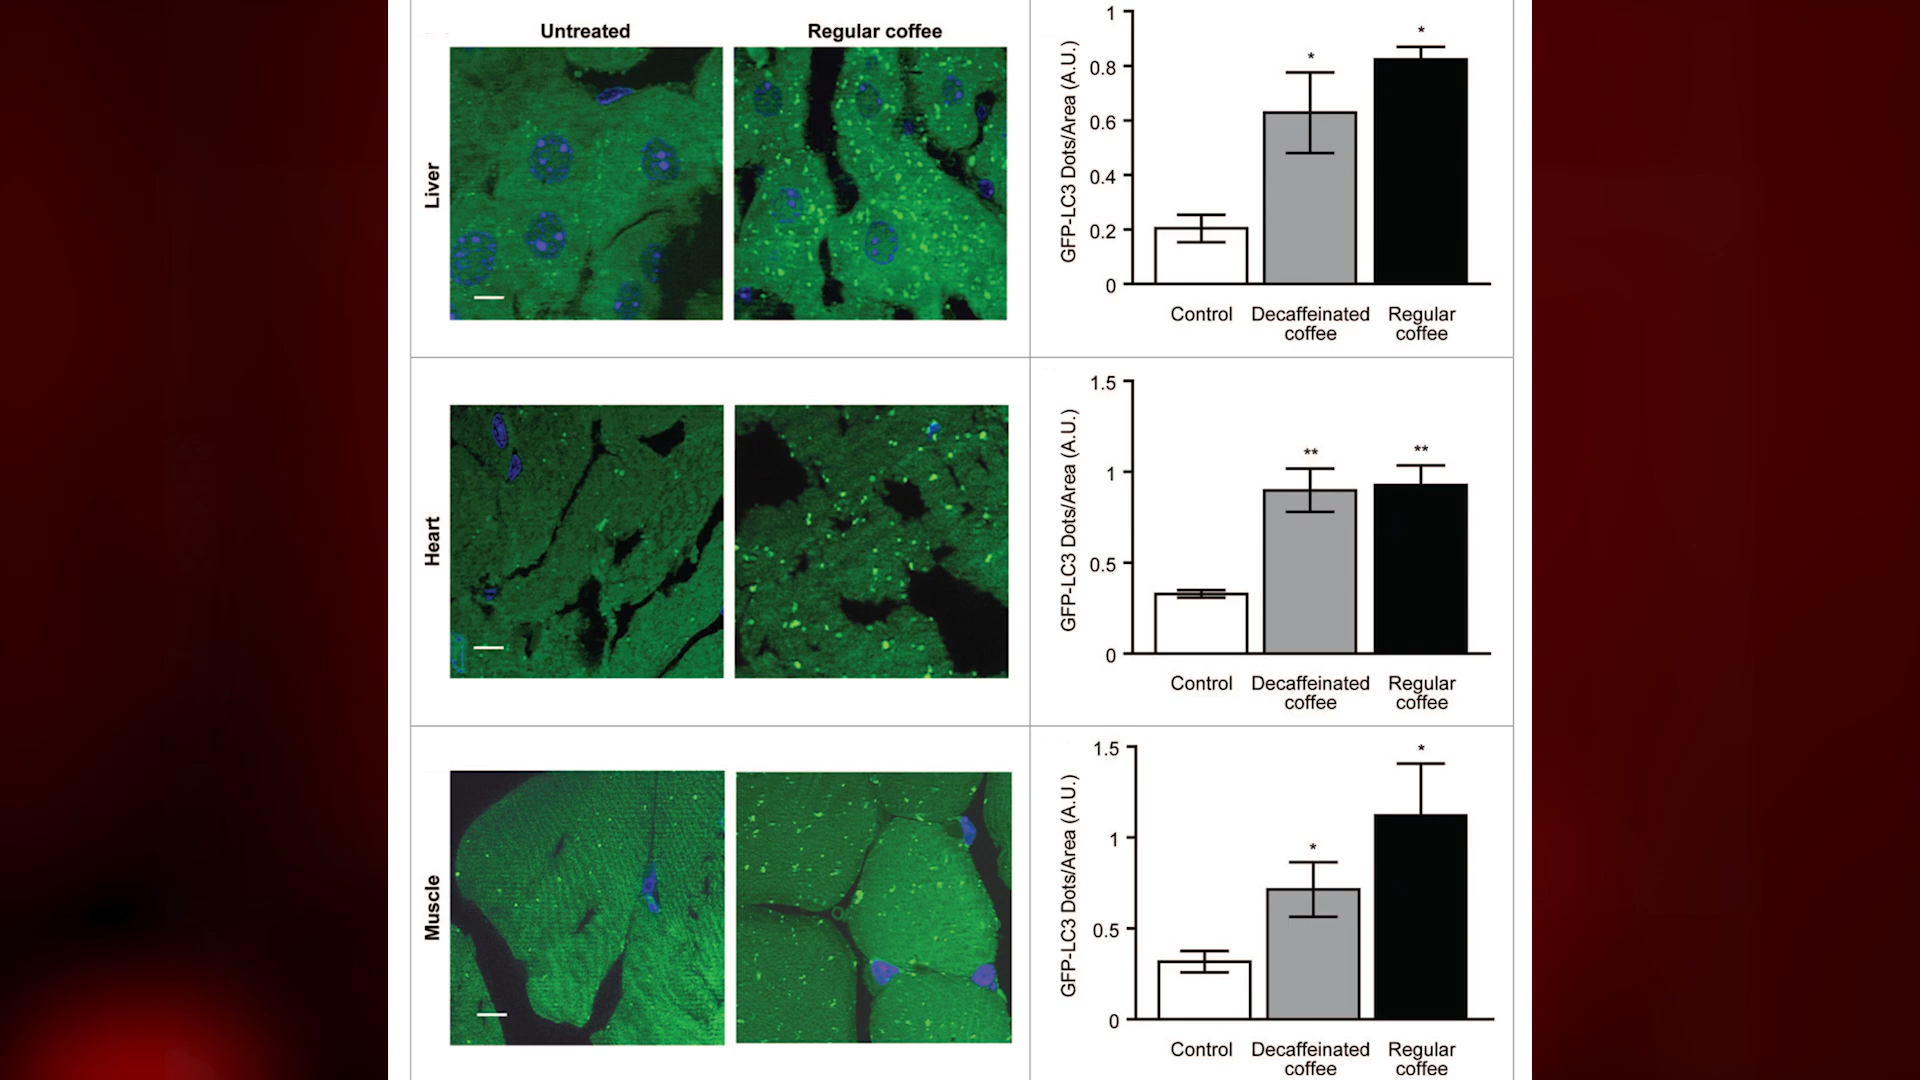 Untreated
Regular coffee
Liver
GFP-LC3 Dots/Area (A.U.)
1
0.8
0.6
0.4
0.2
0
*
*
Control
Decaffeinated
coffee
Regular
coffee
Heart
GFP-LC3 Dots/Area (A.U.)
1.5
1
0.5
0
**
**
Control
Decaffeinated
coffee
Regular
coffee
Muscle
GFP-LC3 Dots/Area (A.U.)
1.5
1
0.5
0
*
*
Control
Decaffeinated
coffee
Regular
coffee